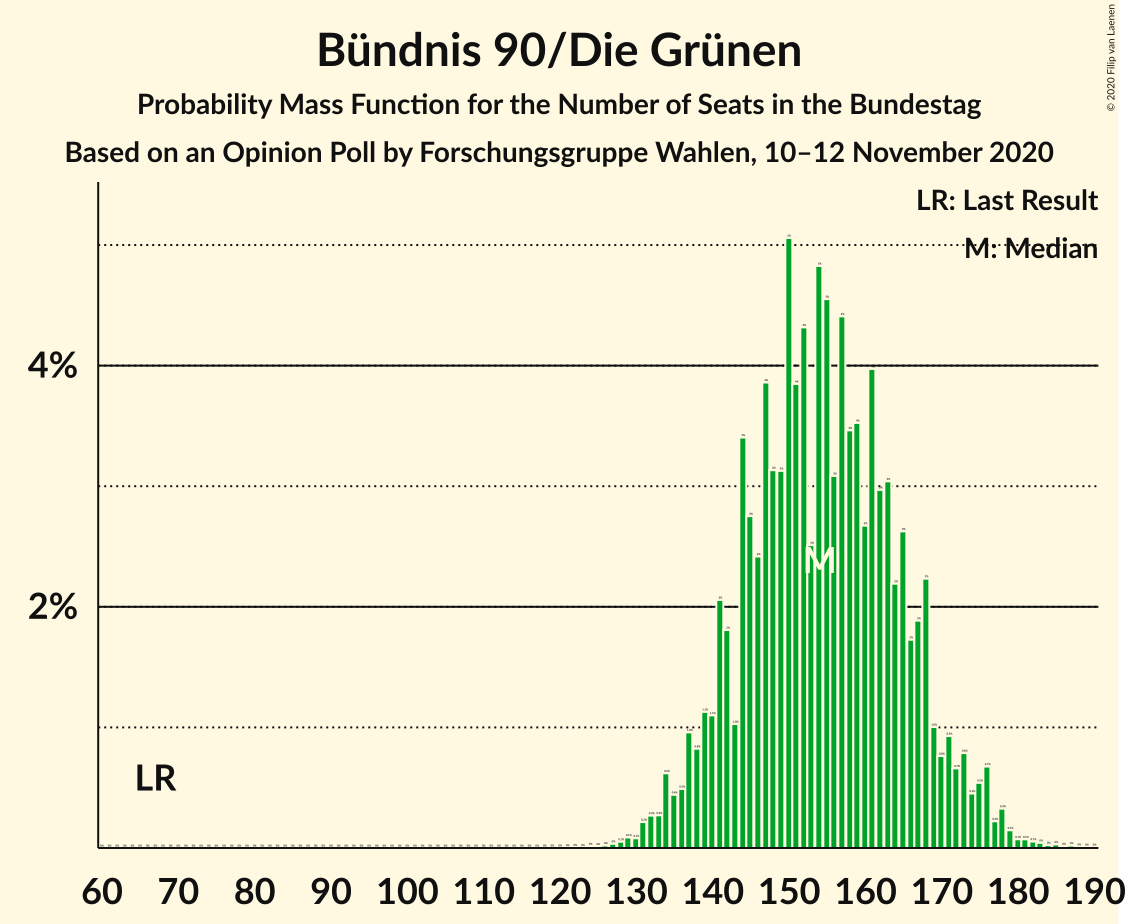 Bündnis 90/Die Grünen
Probability Mass Function for the Number of Seats in the Bundestag
Based on an Opinion Poll by Forschungsgruppe Wahlen, 10–12 November 2020
© 2020 Filip van Laenen
LR: Last Result
M: Median
4%
2%
M
LR
60 70 80 90 100 110 120 130 140 150 160 170 180 190